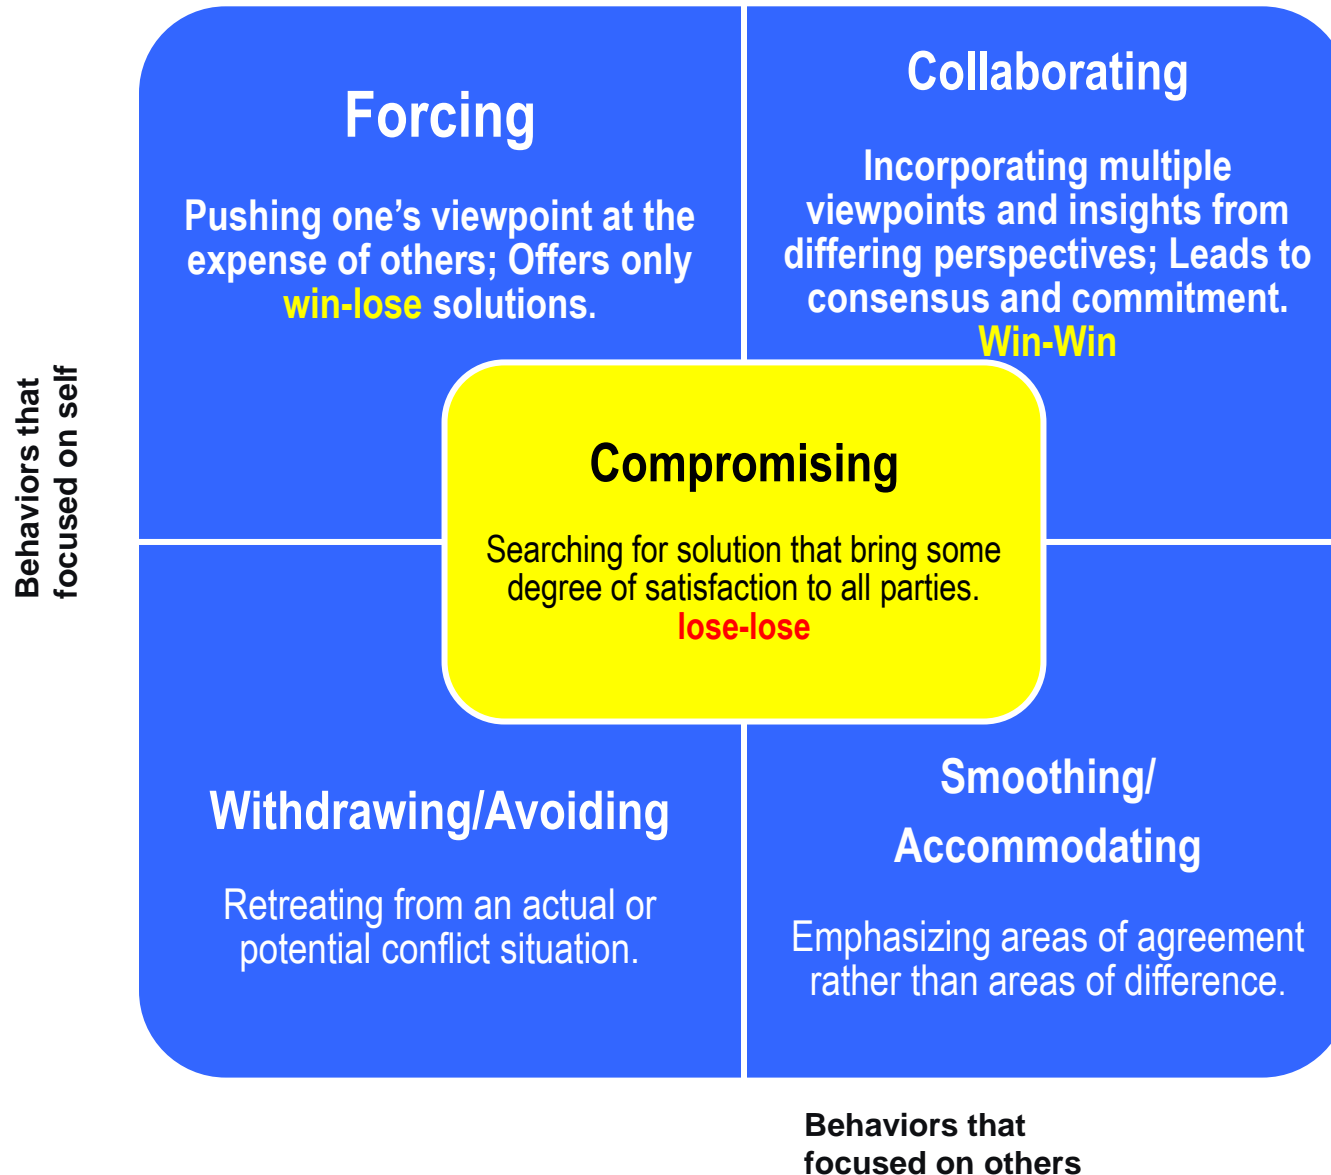 Forcing
Pushing one’s viewpoint at the
expense of others; Offers only
win-lose solutions.
Collaborating
Incorporating multiple
viewpoints and insights from
differing perspectives; Leads to
consensus and commitment.
Win-Win
Behaviors that
focused on self
Compromising
Searching for solution that bring some
degree of satisfaction to all parties.
lose-lose
Withdrawing/Avoiding
Retreating from an actual or
potential conflict situation.
Smoothing/
Accommodating
Emphasizing areas of agreement
rather than areas of difference.
Behaviors that
focused on others